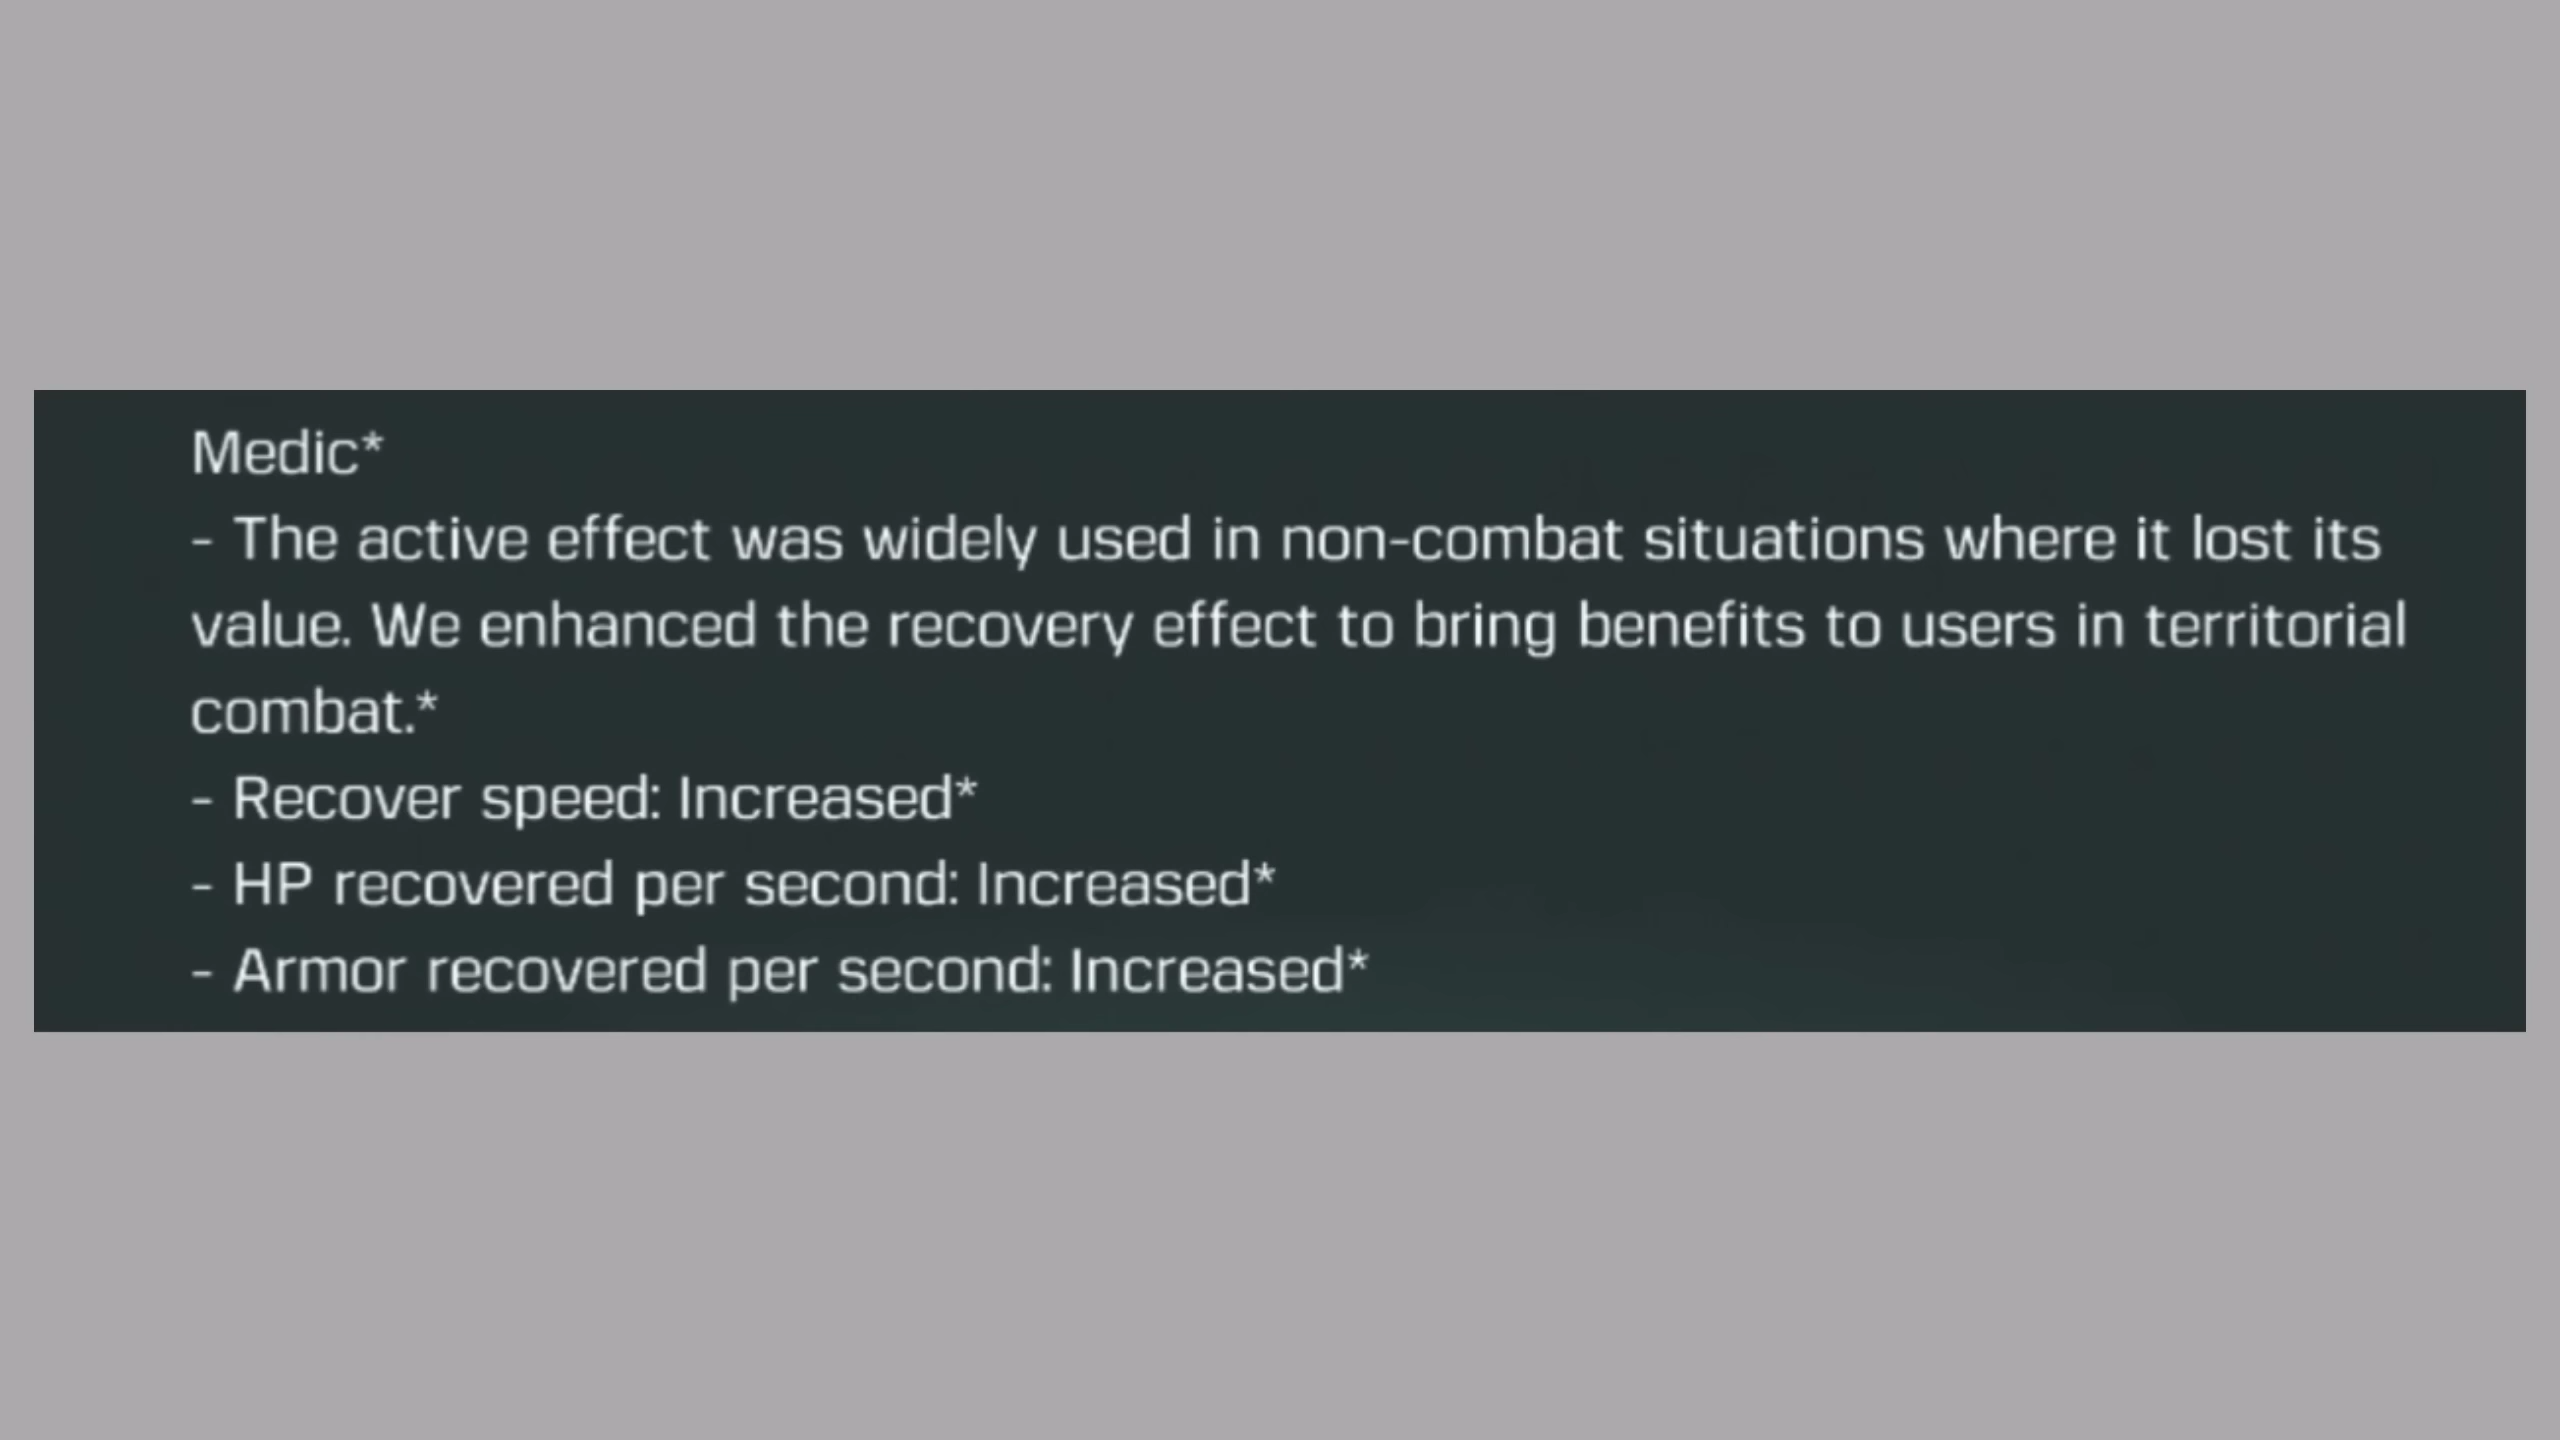 Medic*
- The active effect was widely used in non-combat situations where it lost its
value. We enhanced the recovery effect to bring benefits to users in territorial
combat.*
- Recover speed: Increased*
- HP recovered per second: Increased*
- Armor recovered per second: Increased*